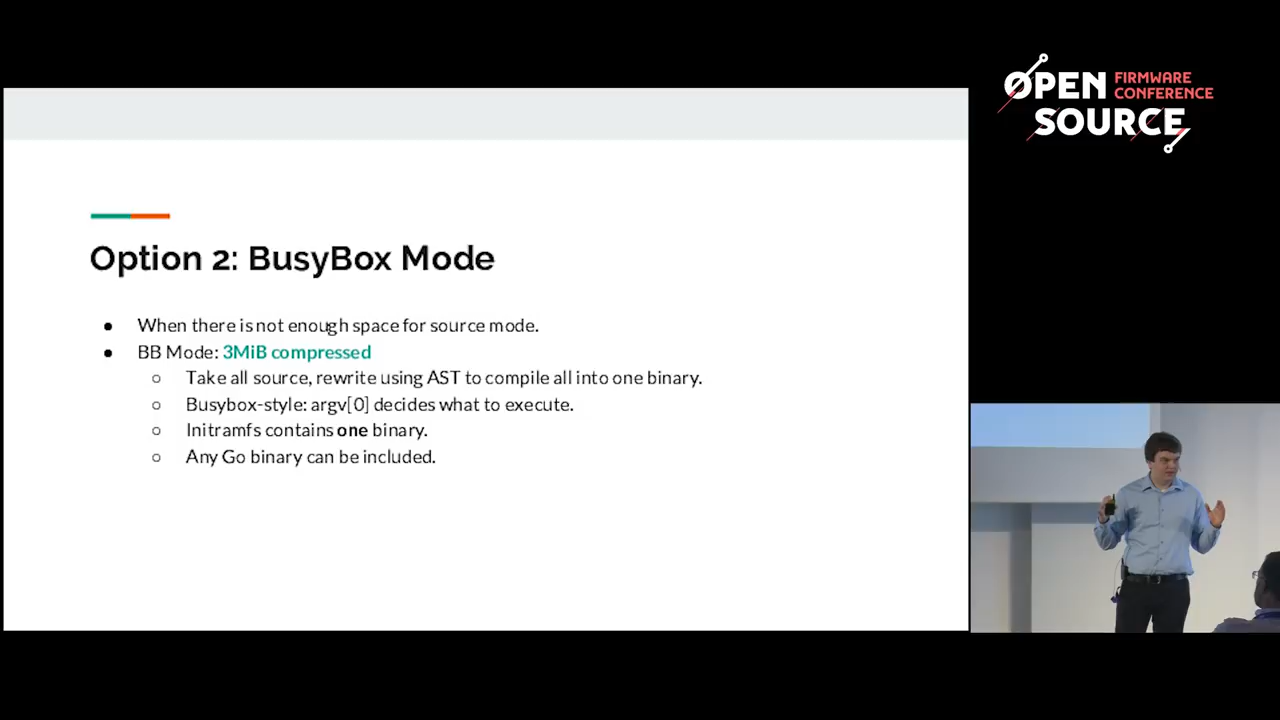 OPEN FIRMWARE
CONFERENCE
SOURCE
Option 2: BusyBox Mode
● When there is not enough space for source mode.
● BB Mode: 3MiB compressed
○ Take all source, rewrite using AST to compile all into one binary.
○ Busybox-style: argv[0] decides what to execute.
○ Initramfs contains one binary.
○ Any Go binary can be included.